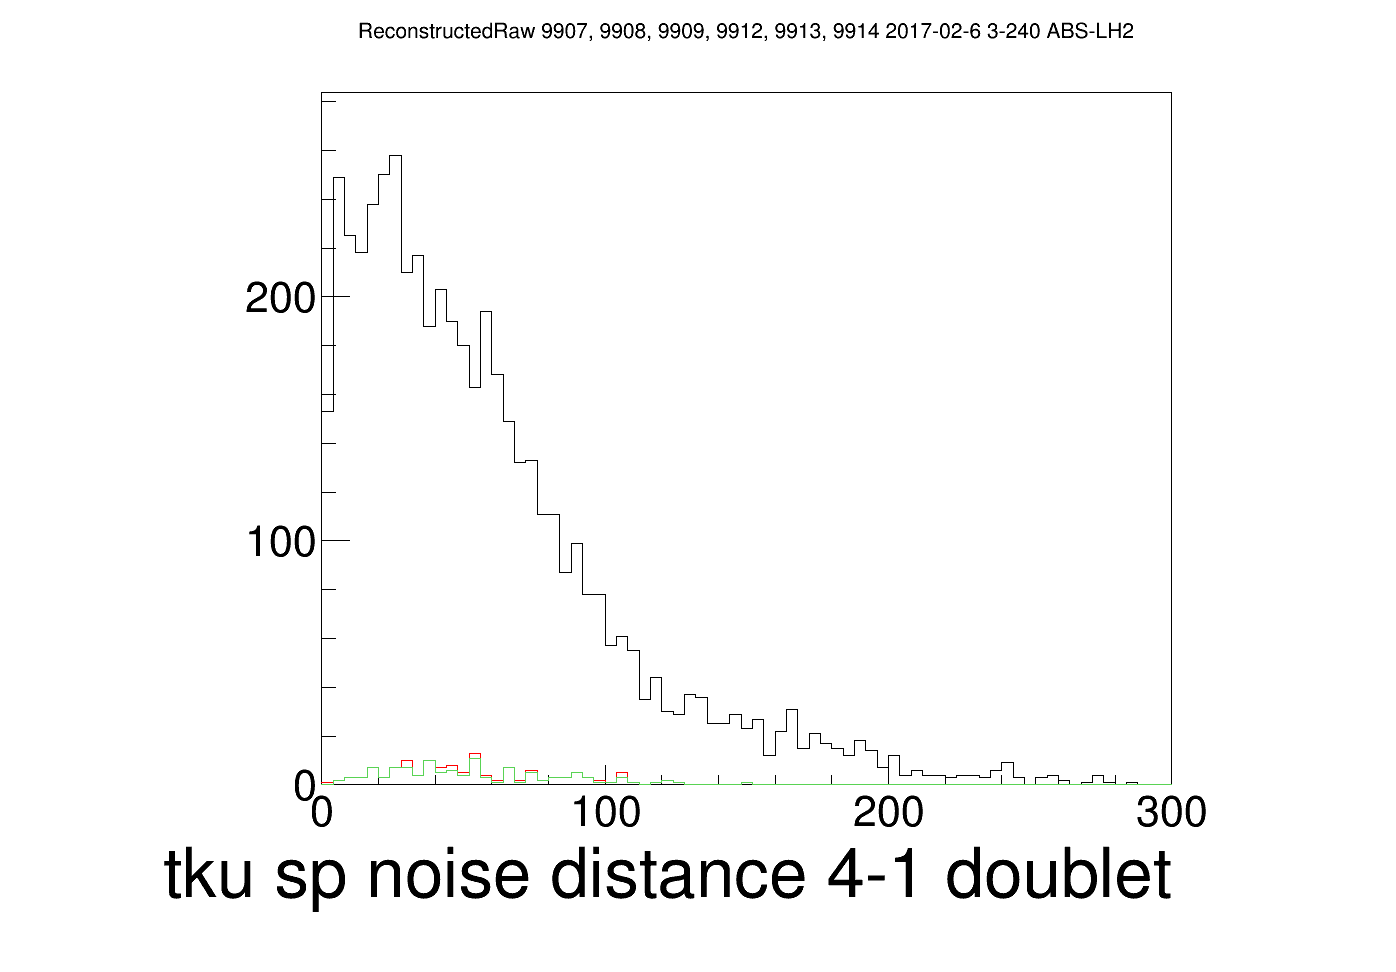 ReconstructedRaw 9907, 9908, 9909, 9912, 9913, 9914 2017-02-6 3-240 ABS-LH2
200
100
0
0 100 200 300
tku sp noise distance 4-1 doublet